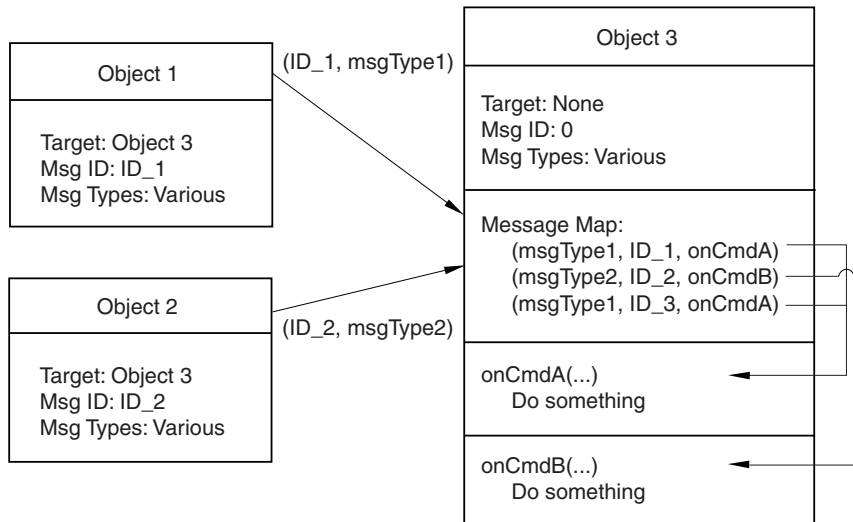 Object 1
Target: Object 3
Msg ID: ID_1
Msg Types: Various
(ID_1, msgType1)
Object 2
Target: Object 3
Msg ID: ID_2
Msg Types: Various
(ID_2, msgType2)
Object 3
Target: None
Msg ID: 0
Msg Types: Various
Message Map:
(msgType1, ID_1, onCmdA)
(msgType2, ID_2, onCmdB)
(msgType1, ID_3, onCmdA)
onCmdA(...)
Do something
onCmdB(...)
Do something